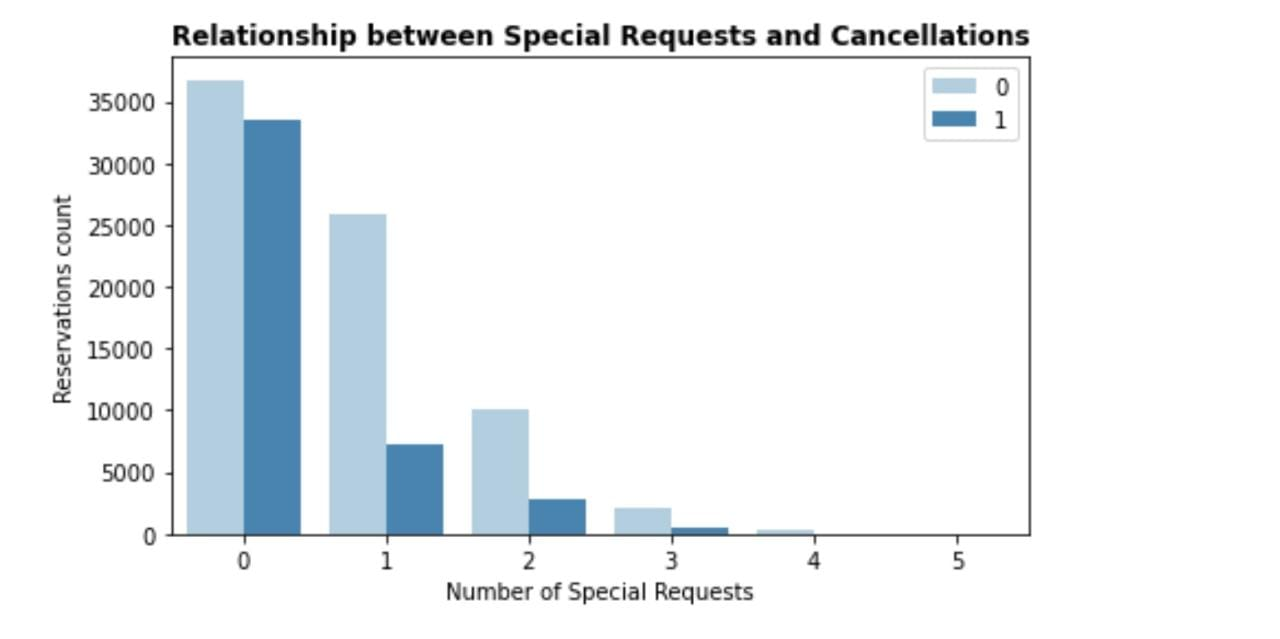 Relationship between Special Requests and Cancellations
0
1
35000
30000
25000
20000
15000
10000
5000
0
Reservations count
0 1 2 3 4 5
Number of Special Requests